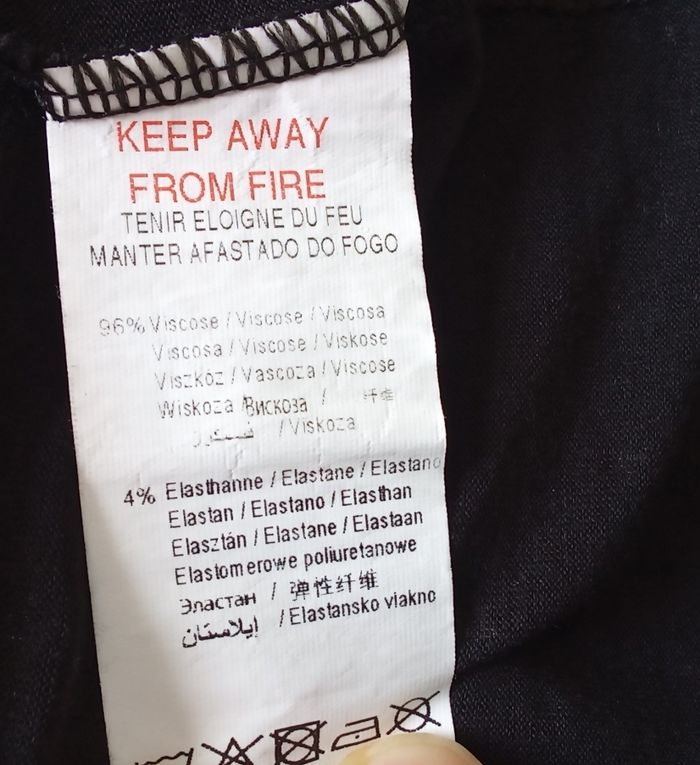 KEEP AWAY
FROM FIRE
TENIR ELOIGNE DU FEU
MANTER AFASTADO DO FOGO
96% Viscose / Viscose / Viscosa
Viscosa / Viscose / Viskose
Viszkóz / Vascoza / Viscose
Wiskoza /Вискоза / 纤维
/ Viskoza
4% Elasthanne / Elastane / Elastano
Elastan / Elastano / Elasthan
Elasztán / Elastane / Elastaan
Elastomerowe poliuretanowe
Эластан / 弹性纤维
إيلاستان / Elastansko vlakno